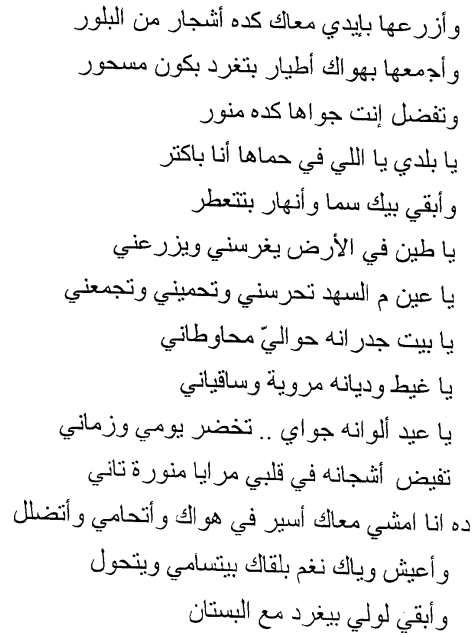 وأزرعها بإيدي معاك كده أشجار من البلور
وأجمعها بهواك أطيار بتغرد بكون مسحور
وتفضل إنت جواها كده منور
يا بلدي يا اللي في حماها أنا باكتر
وأبقي بيك سما وأنهار بتتعطر
يا طين في الأرض يغرسني ويزرعني
يا عين م السهد تحرسني وتحميني وتجمعني
يا بيت جدرانه حواليّ محاوطاني
يا غيط وديانه مروية وساقياني
يا عيد ألوانه جواي .. تخضر يومي وزماني
تفيض أشجانه في قلبي مرايا منورة تاني
ده انا امشي معاك أسير في هواك وأتحامي وأتضلل
وأعيش وياك نغم بلقاك بيتسامي ويتحول
وأبقي لولي بيغرد مع البستان